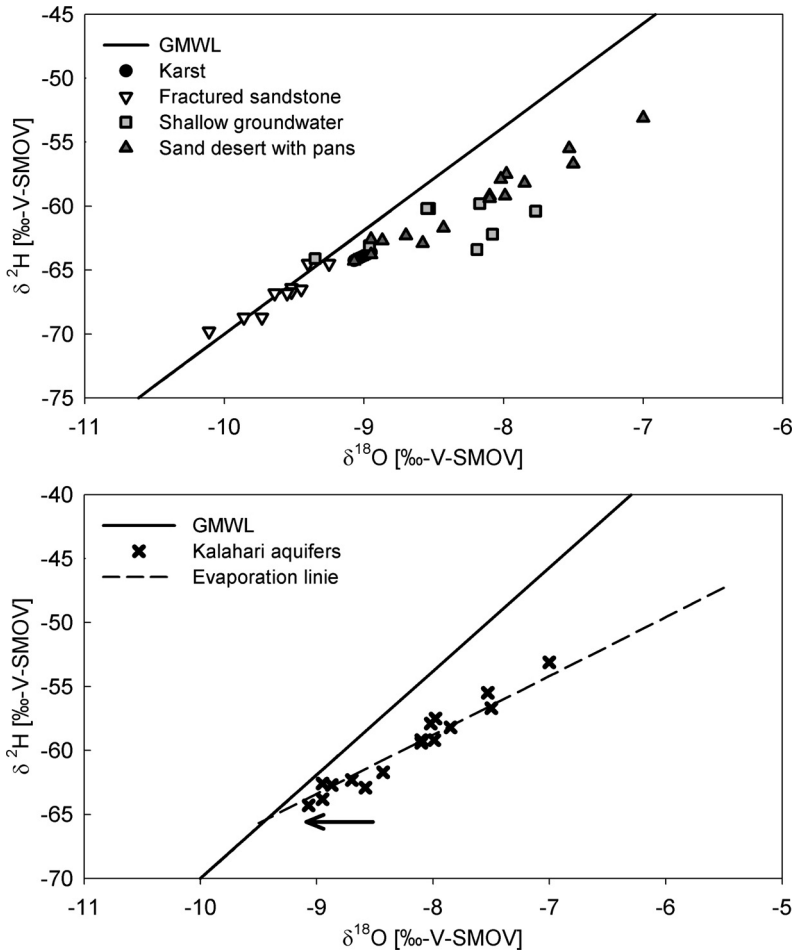 -45
-50
-55
-60
-65
-70
-75
δ ²H [‰-V-SMOV]
GMWL
Karst
Fractured sandstone
Shallow groundwater
Sand desert with pans
-11 -10 -9 -8 -7 -6
δ¹⁸O [‰-V-SMOV]
-40
-50
-55
-60
-65
-70
δ ²H [‰-V-SMOV]
GMWL
Kalahari aquifers
Evaporation linie
-11 -10 -9 -8 -7 -6 -5
δ¹⁸O [‰-V-SMOV]